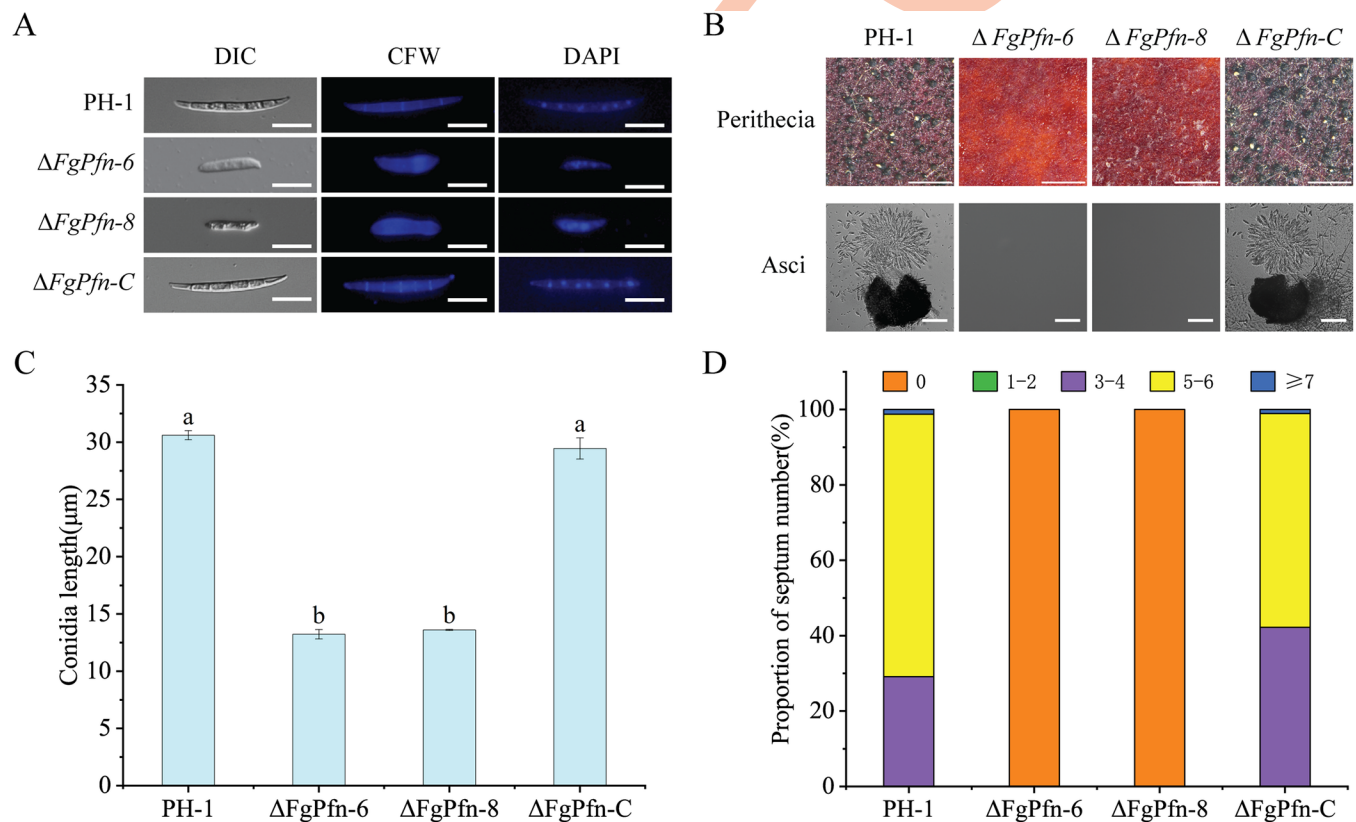 A
DIC CFW DAPI
PH-1
ΔFgPfn-6
ΔFgPfn-8
ΔFgPfn-C
B
PH-1 Δ FgPfn-6 Δ FgPfn-8 Δ FgPfn-C
Perithecia
Asci
C
Conidia length(μm)
35
30
25
20
15
10
5
0
a
b
b
a
PH-1 ΔFgPfn-6 ΔFgPfn-8 ΔFgPfn-C
D
0 1-2 3-4 5-6 ≥7
Proportion of septum number(%)
100
80
60
40
20
0
PH-1 ΔFgPfn-6 ΔFgPfn-8 ΔFgPfn-C